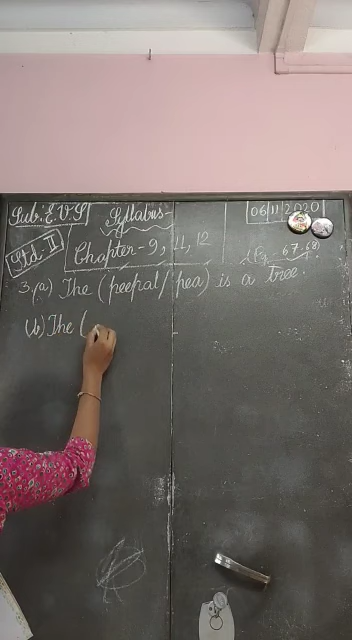 Sub: E.V.S Syllabus- 06 11 2020
Std. II Chapter-9, 11, 12
(Pg. 67-68)
3.(a) The (peepal / pea) is a tree.
(b) The (